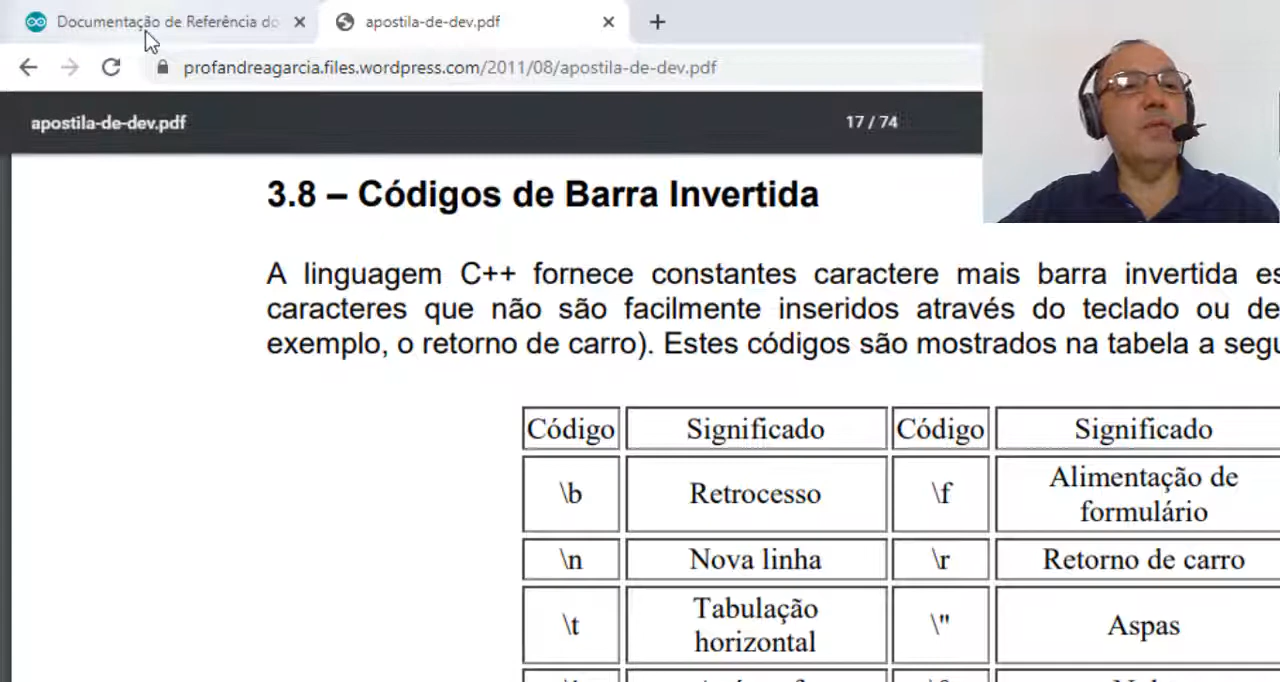 Documentação de Referência do
apostila-de-dev.pdf
profandreagarcia.files.wordpress.com/2011/08/apostila-de-dev.pdf
apostila-de-dev.pdf
17 / 74
3.8 – Códigos de Barra Invertida
A linguagem C++ fornece constantes caractere mais barra invertida es
caracteres que não são facilmente inseridos através do teclado ou de
exemplo, o retorno de carro). Estes códigos são mostrados na tabela a segu
Código Significado Código Significado
\b Retrocesso \f Alimentação de
formulário
\n Nova linha \r Retorno de carro
\t Tabulação
horizontal \" Aspas